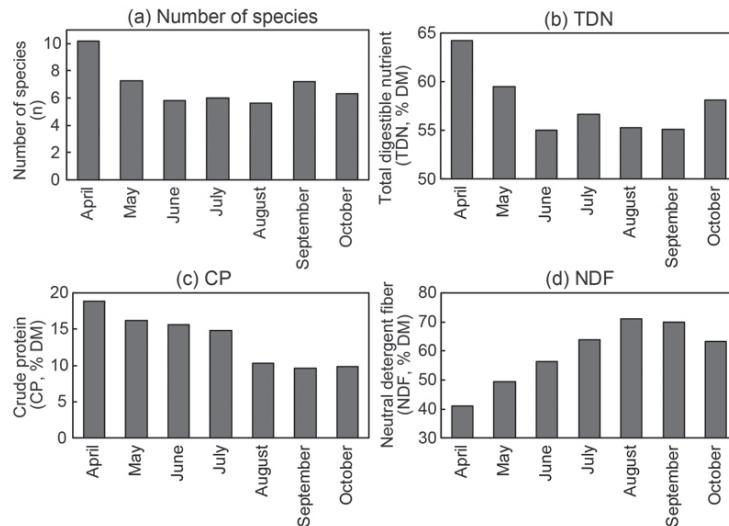 (a) Number of species
Number of species
(n)
10
8
6
4
2
0
April
May
June
July
August
September
October
(b) TDN
Total digestible nutrient
(TDN, % DM)
65
60
55
50
April
May
June
July
August
September
October
(c) CP
Crude protein
(CP, % DM)
20
15
10
5
0
April
May
June
July
August
September
October
(d) NDF
Neutral detergent fiber
(NDF, % DM)
80
70
60
50
40
30
April
May
June
July
August
September
October